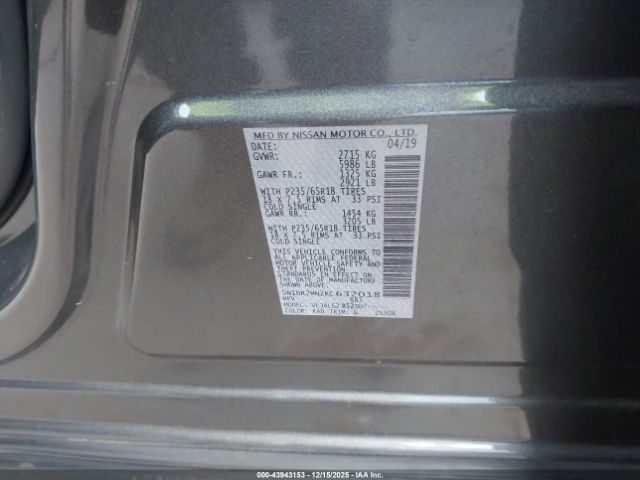 MFD BY NISSAN MOTOR CO., LTD.
DATE: 04/19
GVWR: 2715 KG
5986 LB
GAWR FR.: 1325 KG
2921 LB
WITH P235/65R18 TIRES
18 X 7.5 RIMS AT 33 PSI
COLD SINGLE
GAWR RR.: 1454 KG
3205 LB
WITH P235/65R18 TIRES
18 X 7.5 RIMS AT 33 PSI
COLD SINGLE
THIS VEHICLE CONFORMS TO
ALL APPLICABLE FEDERAL
MOTOR VEHICLE SAFETY AND
THEFT PREVENTION
STANDARDS IN EFFECT ON
THE DATE OF MANUFACTURE
SHOWN ABOVE.
5N1DR2MN2KC632018
MPV
MODEL:
COLOR: KAD TRIM: G
000-43943153 - 12/15/2025 - IAA Inc.